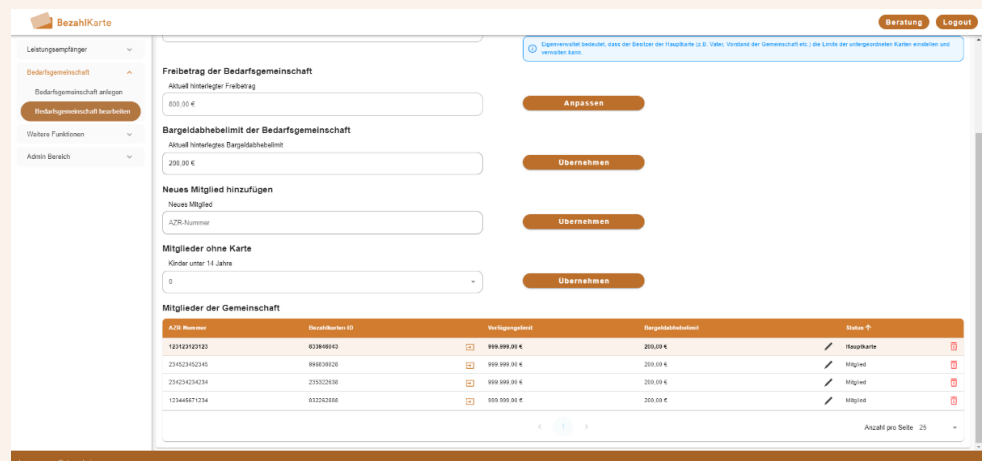 BezahlKarte
Beratung
Logout
Leistungsempfänger
Bedarfsgemeinschaft
Bedarfsgemeinschaft anlegen
Bedarfsgemeinschaft bearbeiten
Weitere Funktionen
Admin Bereich
Eigenverwaltet bedeutet, dass der Besitzer der Hauptkarte (z.B. Vater, Vorstand der Gemeinschaft etc.) die Limits der untergeordneten Karten einstellen und
verwalten kann.
Freibetrag der Bedarfsgemeinschaft
Aktuell hinterlegter Freibetrag
800,00 €
Anpassen
Bargeldabhebelimit der Bedarfsgemeinschaft
Aktuell hinterlegtes Bargeldabhebelimit
200,00 €
Übernehmen
Neues Mitglied hinzufügen
Neues Mitglied
AZR-Nummer
Übernehmen
Mitglieder ohne Karte
Kinder unter 14 Jahre
0
Übernehmen
Mitglieder der Gemeinschaft
AZR-Nummer Bezahlkarten-ID Verfügungslimit Bargeldabhebelimit Status
123123123123 999.999,00 € 200,00 € Hauptkarte
234523452345 999.999,00 € 200,00 € Mitglied
234234234234 235322638 999.999,00 € 200,00 € Mitglied
999.999,00 € 200,00 € Mitglied
1
Anzahl pro Seite 25